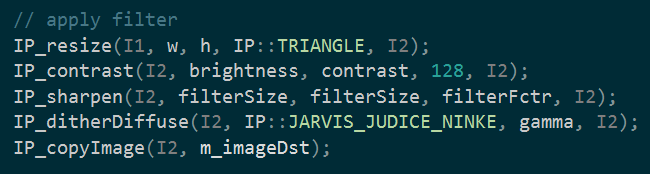 // apply filter
IP_resize(I1, w, h, IP::TRIANGLE, I2);
IP_contrast(I2, brightness, contrast, 128, I2);
IP_sharpen(I2, filterSize, filterSize, filterFctr, I2);
IP_ditherDiffuse(I2, IP::JARVIS_JUDICE_NINKE, gamma, I2);
IP_copyImage(I2, m_imageDst);